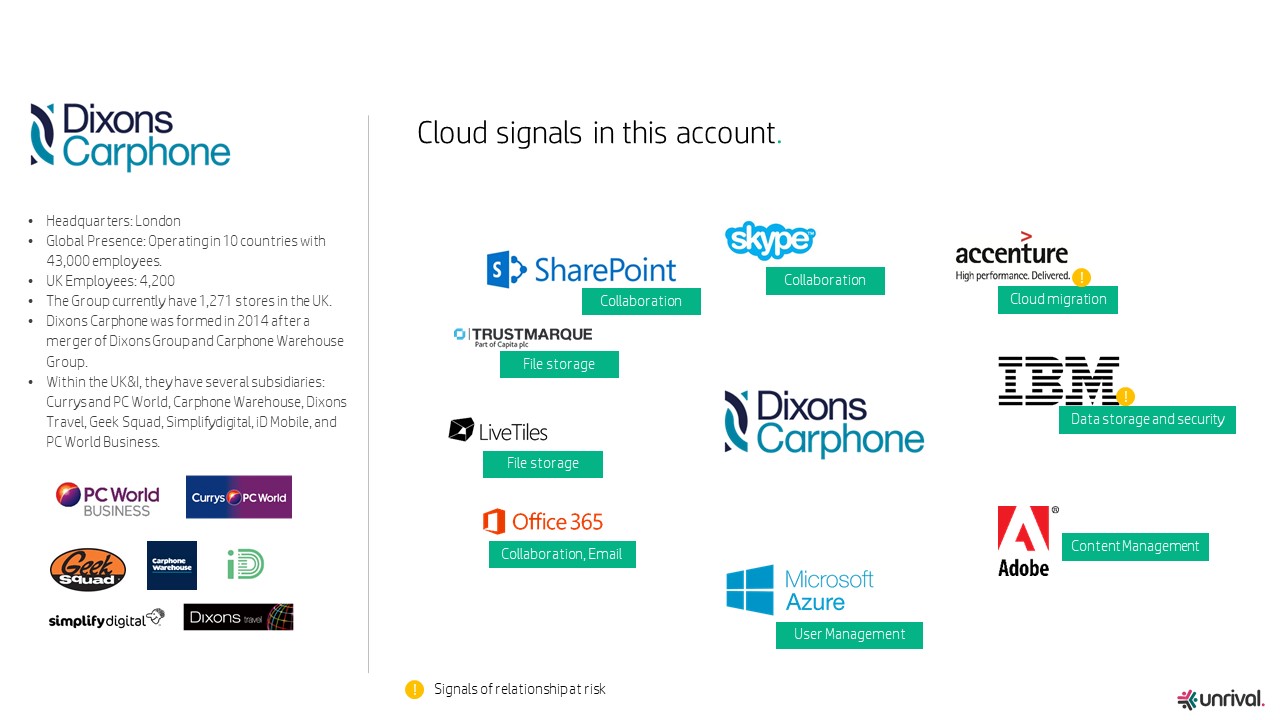 Dixons
Carphone
• Headquarters: London
• Global Presence: Operating in 10 countries with
43,000 employees.
• UK Employees: 4,200
• The Group currently have 1,271 stores in the UK.
• Dixons Carphone was formed in 2014 after a
merger of Dixons Group and Carphone Warehouse
Group.
• Within the UK&I, they have several subsidiaries:
Currys and PC World, Carphone Warehouse, Dixons
Travel, Geek Squad, Simplifydigital, iD Mobile, and
PC World Business.
PC World
BUSINESS
Currys PC World
Geek
Squad
Carphone
Warehouse
iD
simplifydigital
Dixons travel
Cloud signals in this account.
S SharePoint
Collaboration
skype™
Collaboration
>
accenture
High performance. Delivered. !
Cloud migration
TRUSTMARQUE
Part of Capita plc
File storage
IBM !
Data storage and security
Dixons
Carphone
LiveTiles
File storage
Office 365
Collaboration, Email
A®
Adobe
Content Management
Microsoft
Azure
User Management
! Signals of relationship at risk
unrival.